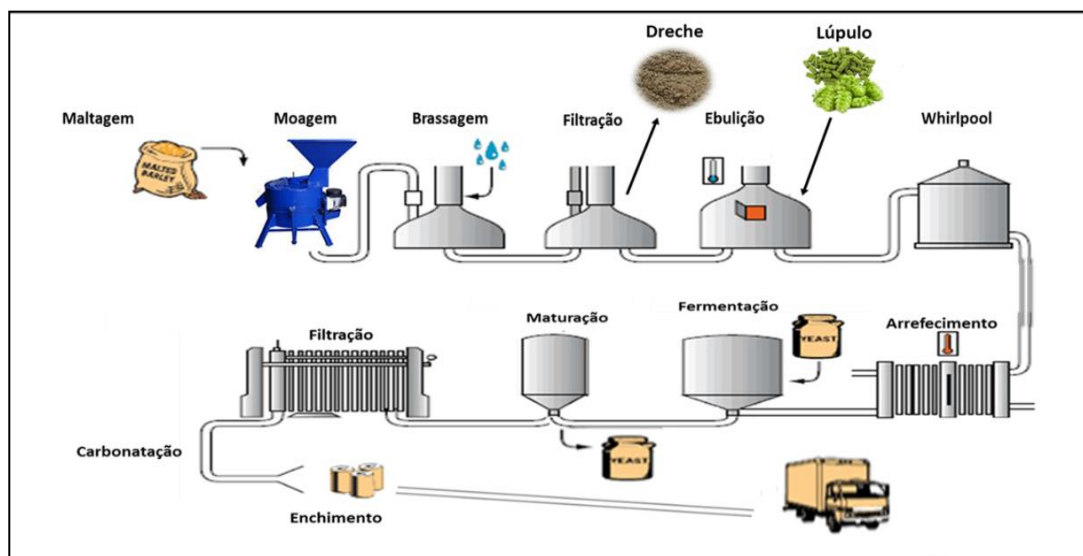 Dreche
Lúpulo
Maltagem
Moagem
Brassagem
Filtração
Ebulição
Whirlpool
MALTED
BARLEY
Fermentação
Maturação
Filtração
Arrefecimento
YEAST
Carbonatação
YEAST
Enchimento